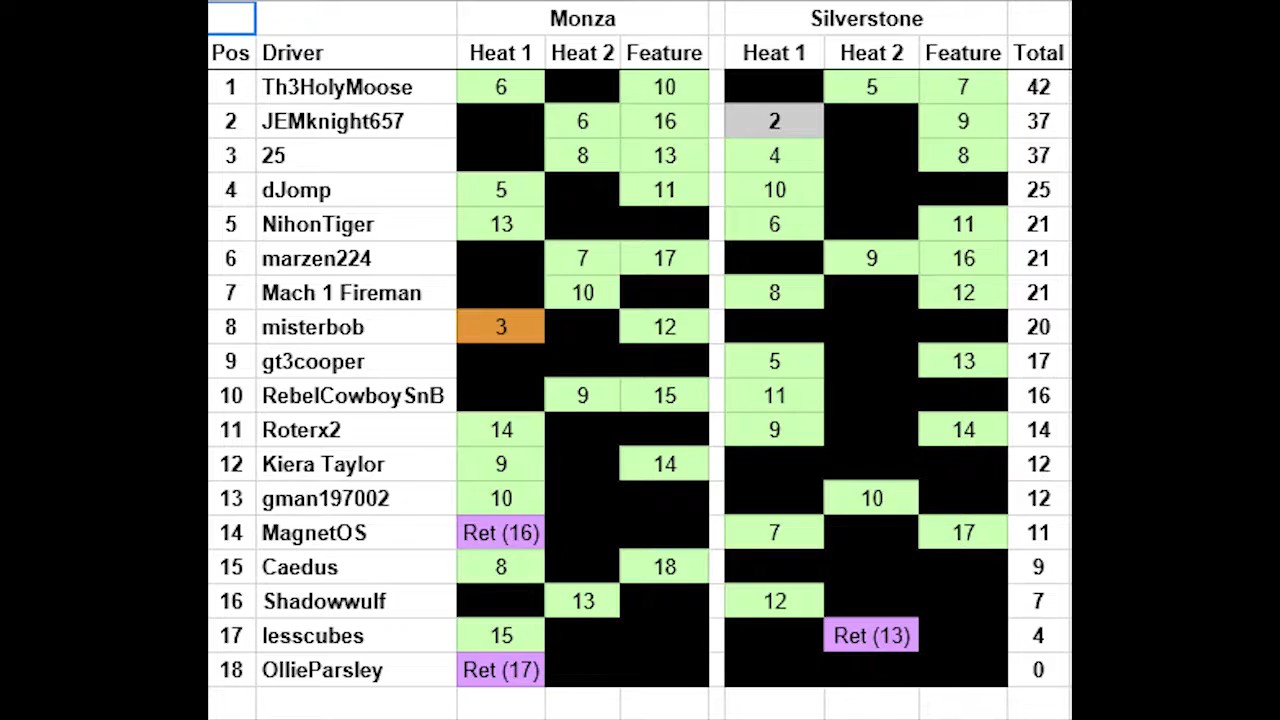 Monza Silverstone
Pos Driver Heat 1 Heat 2 Feature Heat 1 Heat 2 Feature Total
1 Th3HolyMoose 6 10 5 7 42
2 JEMknight657 6 16 2 9 37
3 25 8 13 4 8 37
4 dJomp 5 11 10 25
5 NihonTiger 13 6 11 21
6 marzen224 7 17 9 16 21
7 Mach 1 Fireman 10 8 12 21
8 misterbob 3 12 20
9 gt3cooper 5 13 17
10 RebelCowboySnB 9 15 11 16
11 Roterx2 14 9 14 14
12 Kiera Taylor 9 14 12
13 gman197002 10 10 12
14 MagnetOS Ret (16) 7 17 11
15 Caedus 8 18 9
16 Shadowwulf 13 12 7
17 lesscubes 15 Ret (13) 4
18 OllieParsley Ret (17) 0